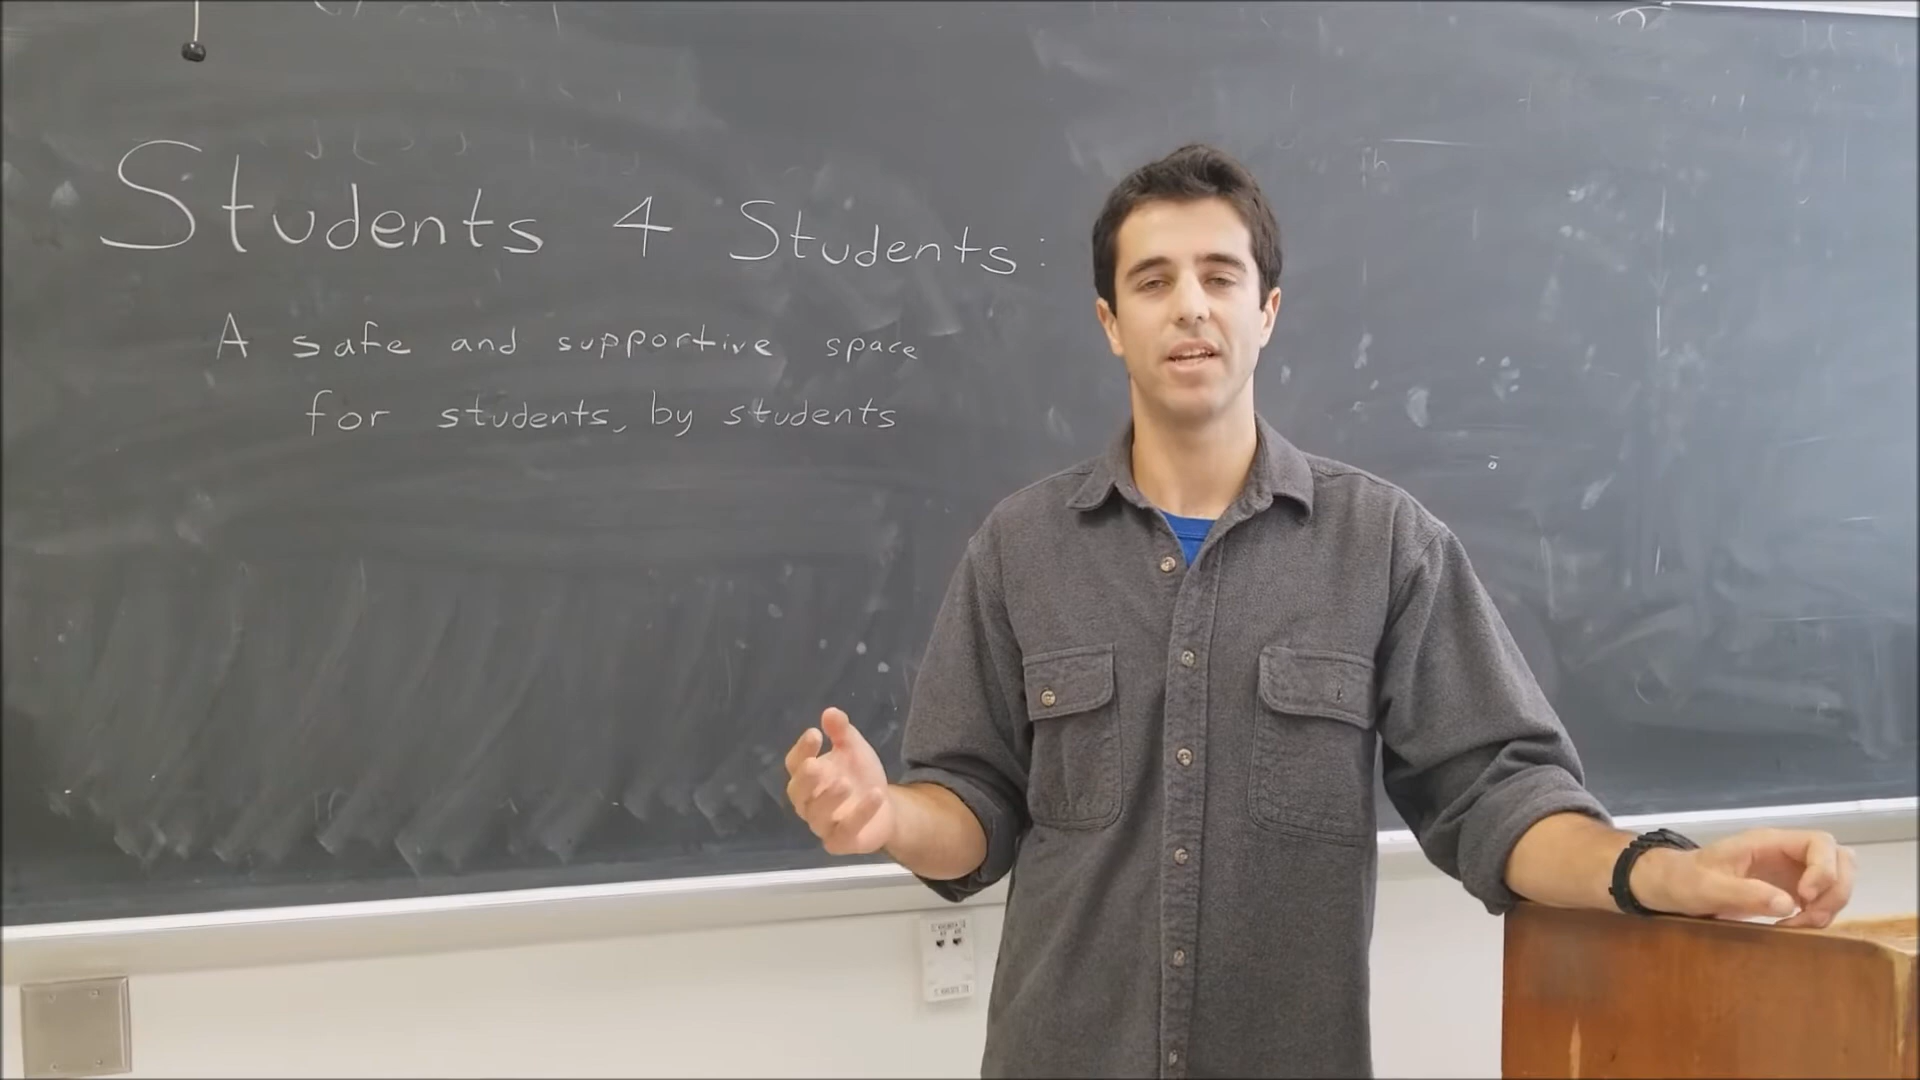 Students 4 Students:
A safe and supportive space
for students, by students